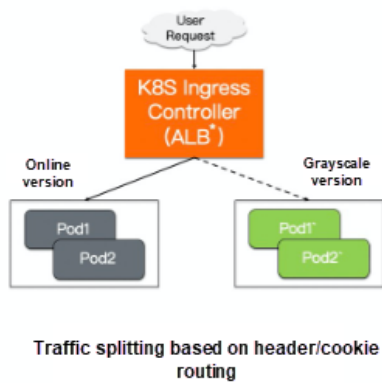 User
Request
K8S Ingress
Controller
(ALB*)
Online
version
Grayscale
version
Pod1
Pod2
Pod1`
Pod2`
Traffic splitting based on header/cookie
routing